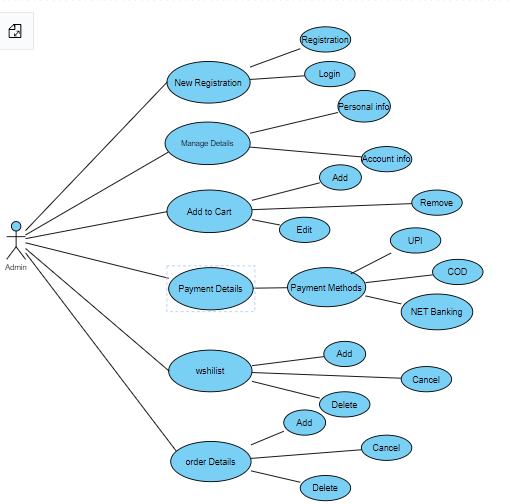 Registration
New Registration
Login
Personal info
Manage Details
Account info
Add
Add to Cart
Remove
Edit
Admin
UPI
COD
Payment Details
Payment Methods
NET Banking
Add
wshilist
Cancel
Delete
Add
Cancel
order Details
Delete